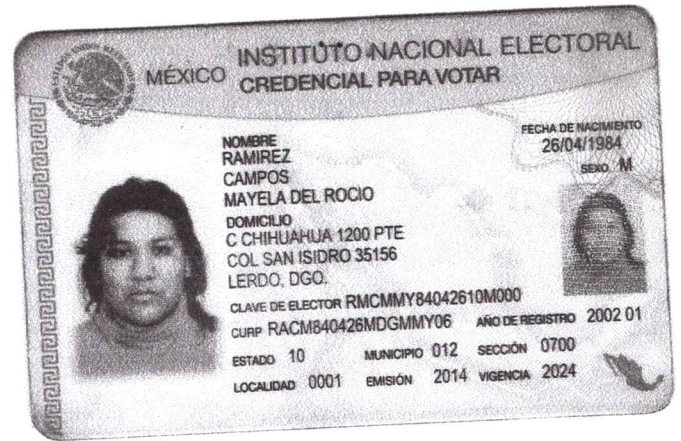 MÉXICO
INSTITUTO NACIONAL ELECTORAL
CREDENCIAL PARA VOTAR
NOMBRE
RAMIREZ
CAMPOS
MAYELA DEL ROCIO
FECHA DE NACIMIENTO
26/04/1984
SEXO M
DOMICILIO
C CHIHUAHUA 1200 PTE
COL SAN ISIDRO 35156
LERDO, DGO.
CLAVE DE ELECTOR RMCMMY84042610M000
CURP RACM840426MDGMMY06 AÑO DE REGISTRO 2002 01
ESTADO 10 MUNICIPIO 012 SECCIÓN 0700
LOCALIDAD 0001 EMISIÓN 2014 VIGENCIA 2024